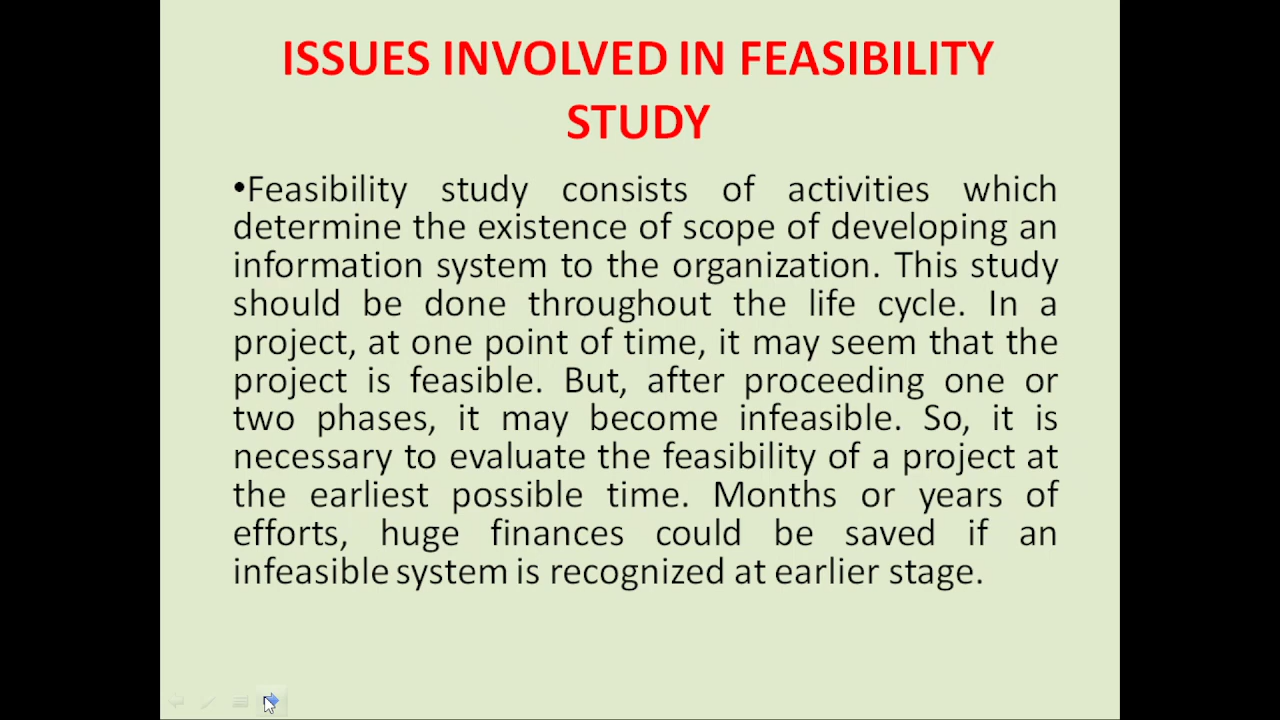 ISSUES INVOLVED IN FEASIBILITY
STUDY
•Feasibility study consists of activities which
determine the existence of scope of developing an
information system to the organization. This study
should be done throughout the life cycle. In a
project, at one point of time, it may seem that the
project is feasible. But, after proceeding one or
two phases, it may become infeasible. So, it is
necessary to evaluate the feasibility of a project at
the earliest possible time. Months or years of
efforts, huge finances could be saved if an
infeasible system is recognized at earlier stage.